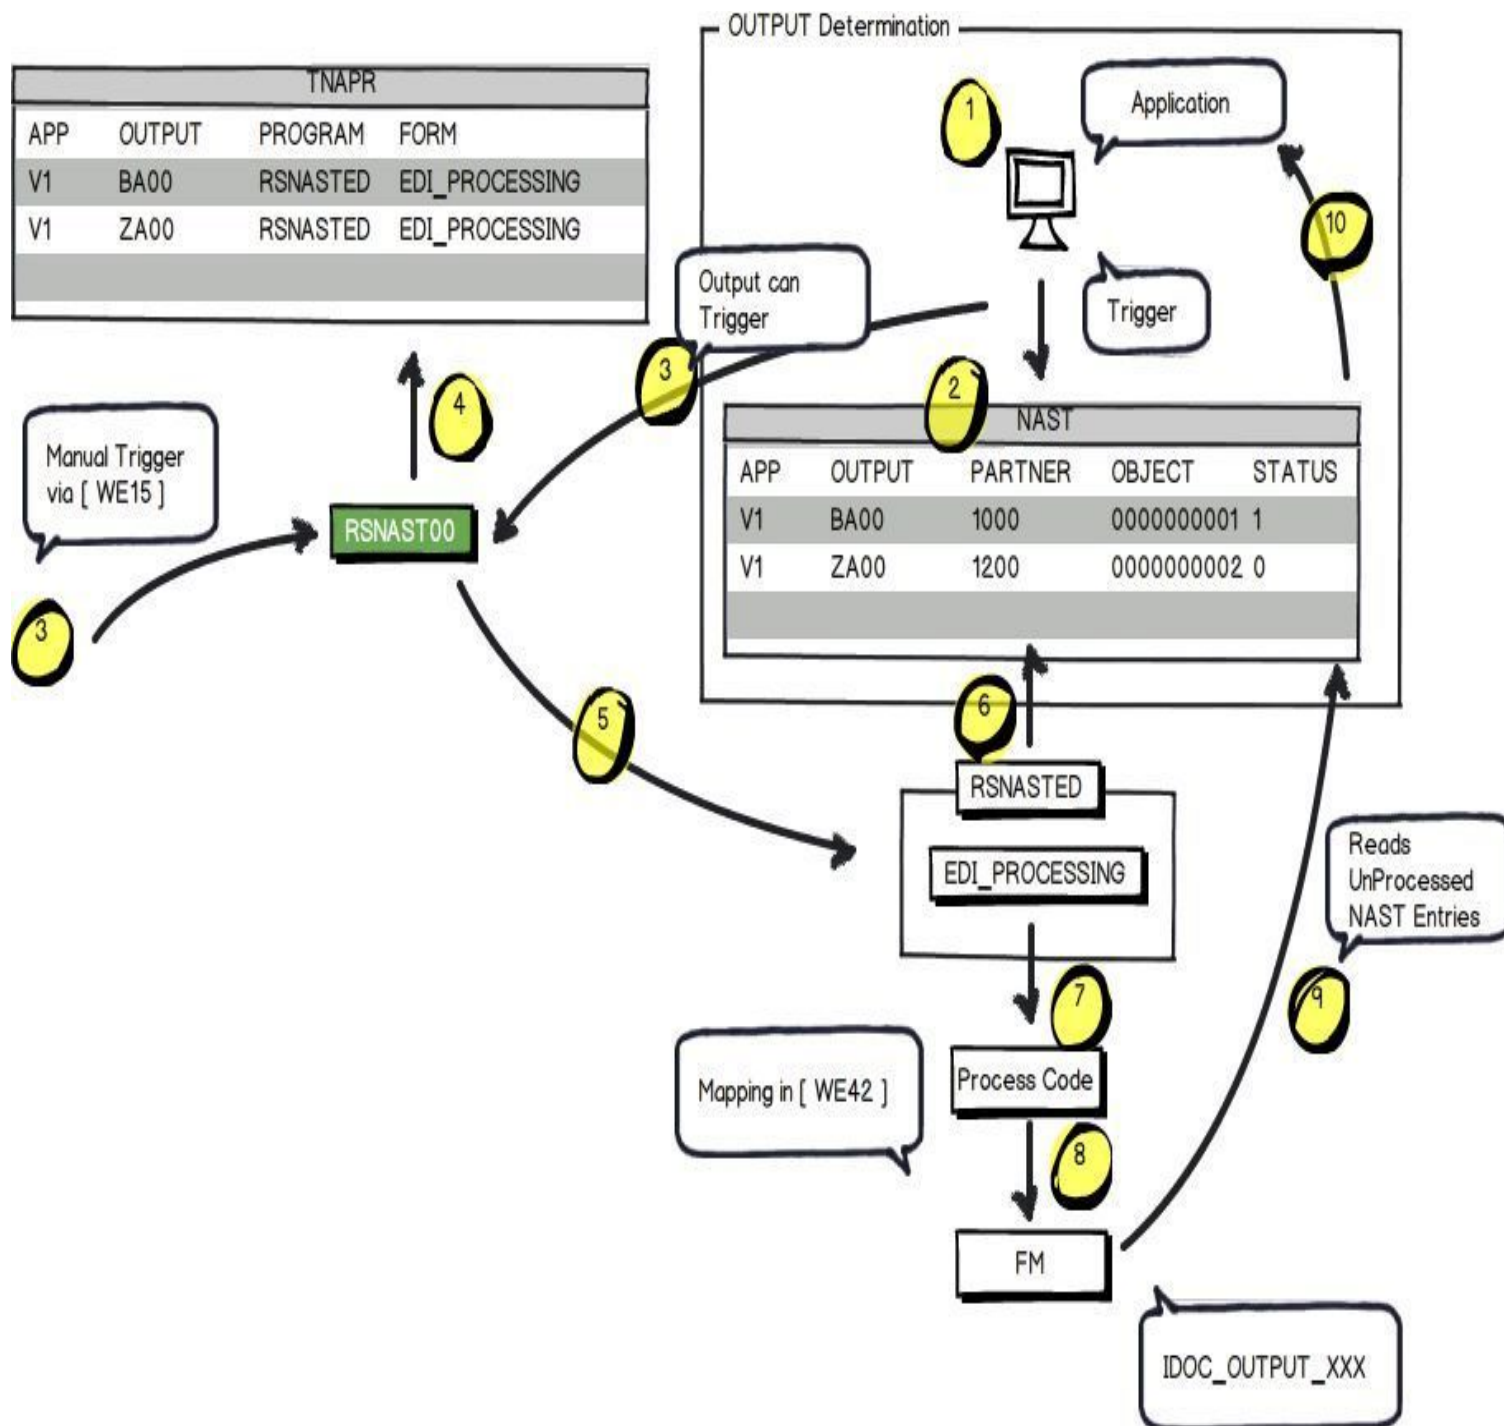 OUTPUT Determination
TNAPR
APP OUTPUT PROGRAM FORM
V1 BA00 RSNASTED EDI_PROCESSING
V1 ZA00 RSNASTED EDI_PROCESSING
1
Application
10
Output can
Trigger
Trigger
3
2
4
Manual Trigger
via [ WE15 ]
NAST
APP OUTPUT PARTNER OBJECT STATUS
V1 BA00 1000 0000000001 1
V1 ZA00 1200 0000000002 0
RSNAST00
3
5
6
RSNASTED
EDI_PROCESSING
Reads
UnProcessed
NAST Entries
7
9
Mapping in [ WE42 ]
Process Code
8
FM
IDOC_OUTPUT_XXX